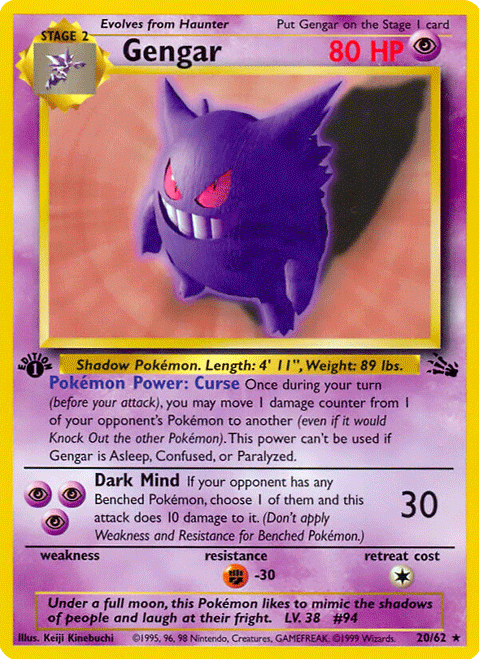 Evolves from Haunter Put Gengar on the Stage 1 card
STAGE 2
Gengar 80 HP
EDITION
1
Shadow Pokémon. Length: 4' 11", Weight: 89 lbs.
Pokémon Power: Curse Once during your turn
(before your attack), you may move 1 damage counter from 1
of your opponent's Pokémon to another (even if it would
Knock Out the other Pokémon). This power can't be used if
Gengar is Asleep, Confused, or Paralyzed.
Dark Mind If your opponent has any
Benched Pokémon, choose 1 of them and this
attack does 10 damage to it. (Don't apply
Weakness and Resistance for Benched Pokémon.)
30
weakness resistance retreat cost
-30
Under a full moon, this Pokémon likes to mimic the shadows
of people and laugh at their fright. LV. 38 #94
Illus. Keiji Kinebuchi ©1995, 96, 98 Nintendo, Creatures, GAMEFREAK. ©1999 Wizards. 20/62 ★